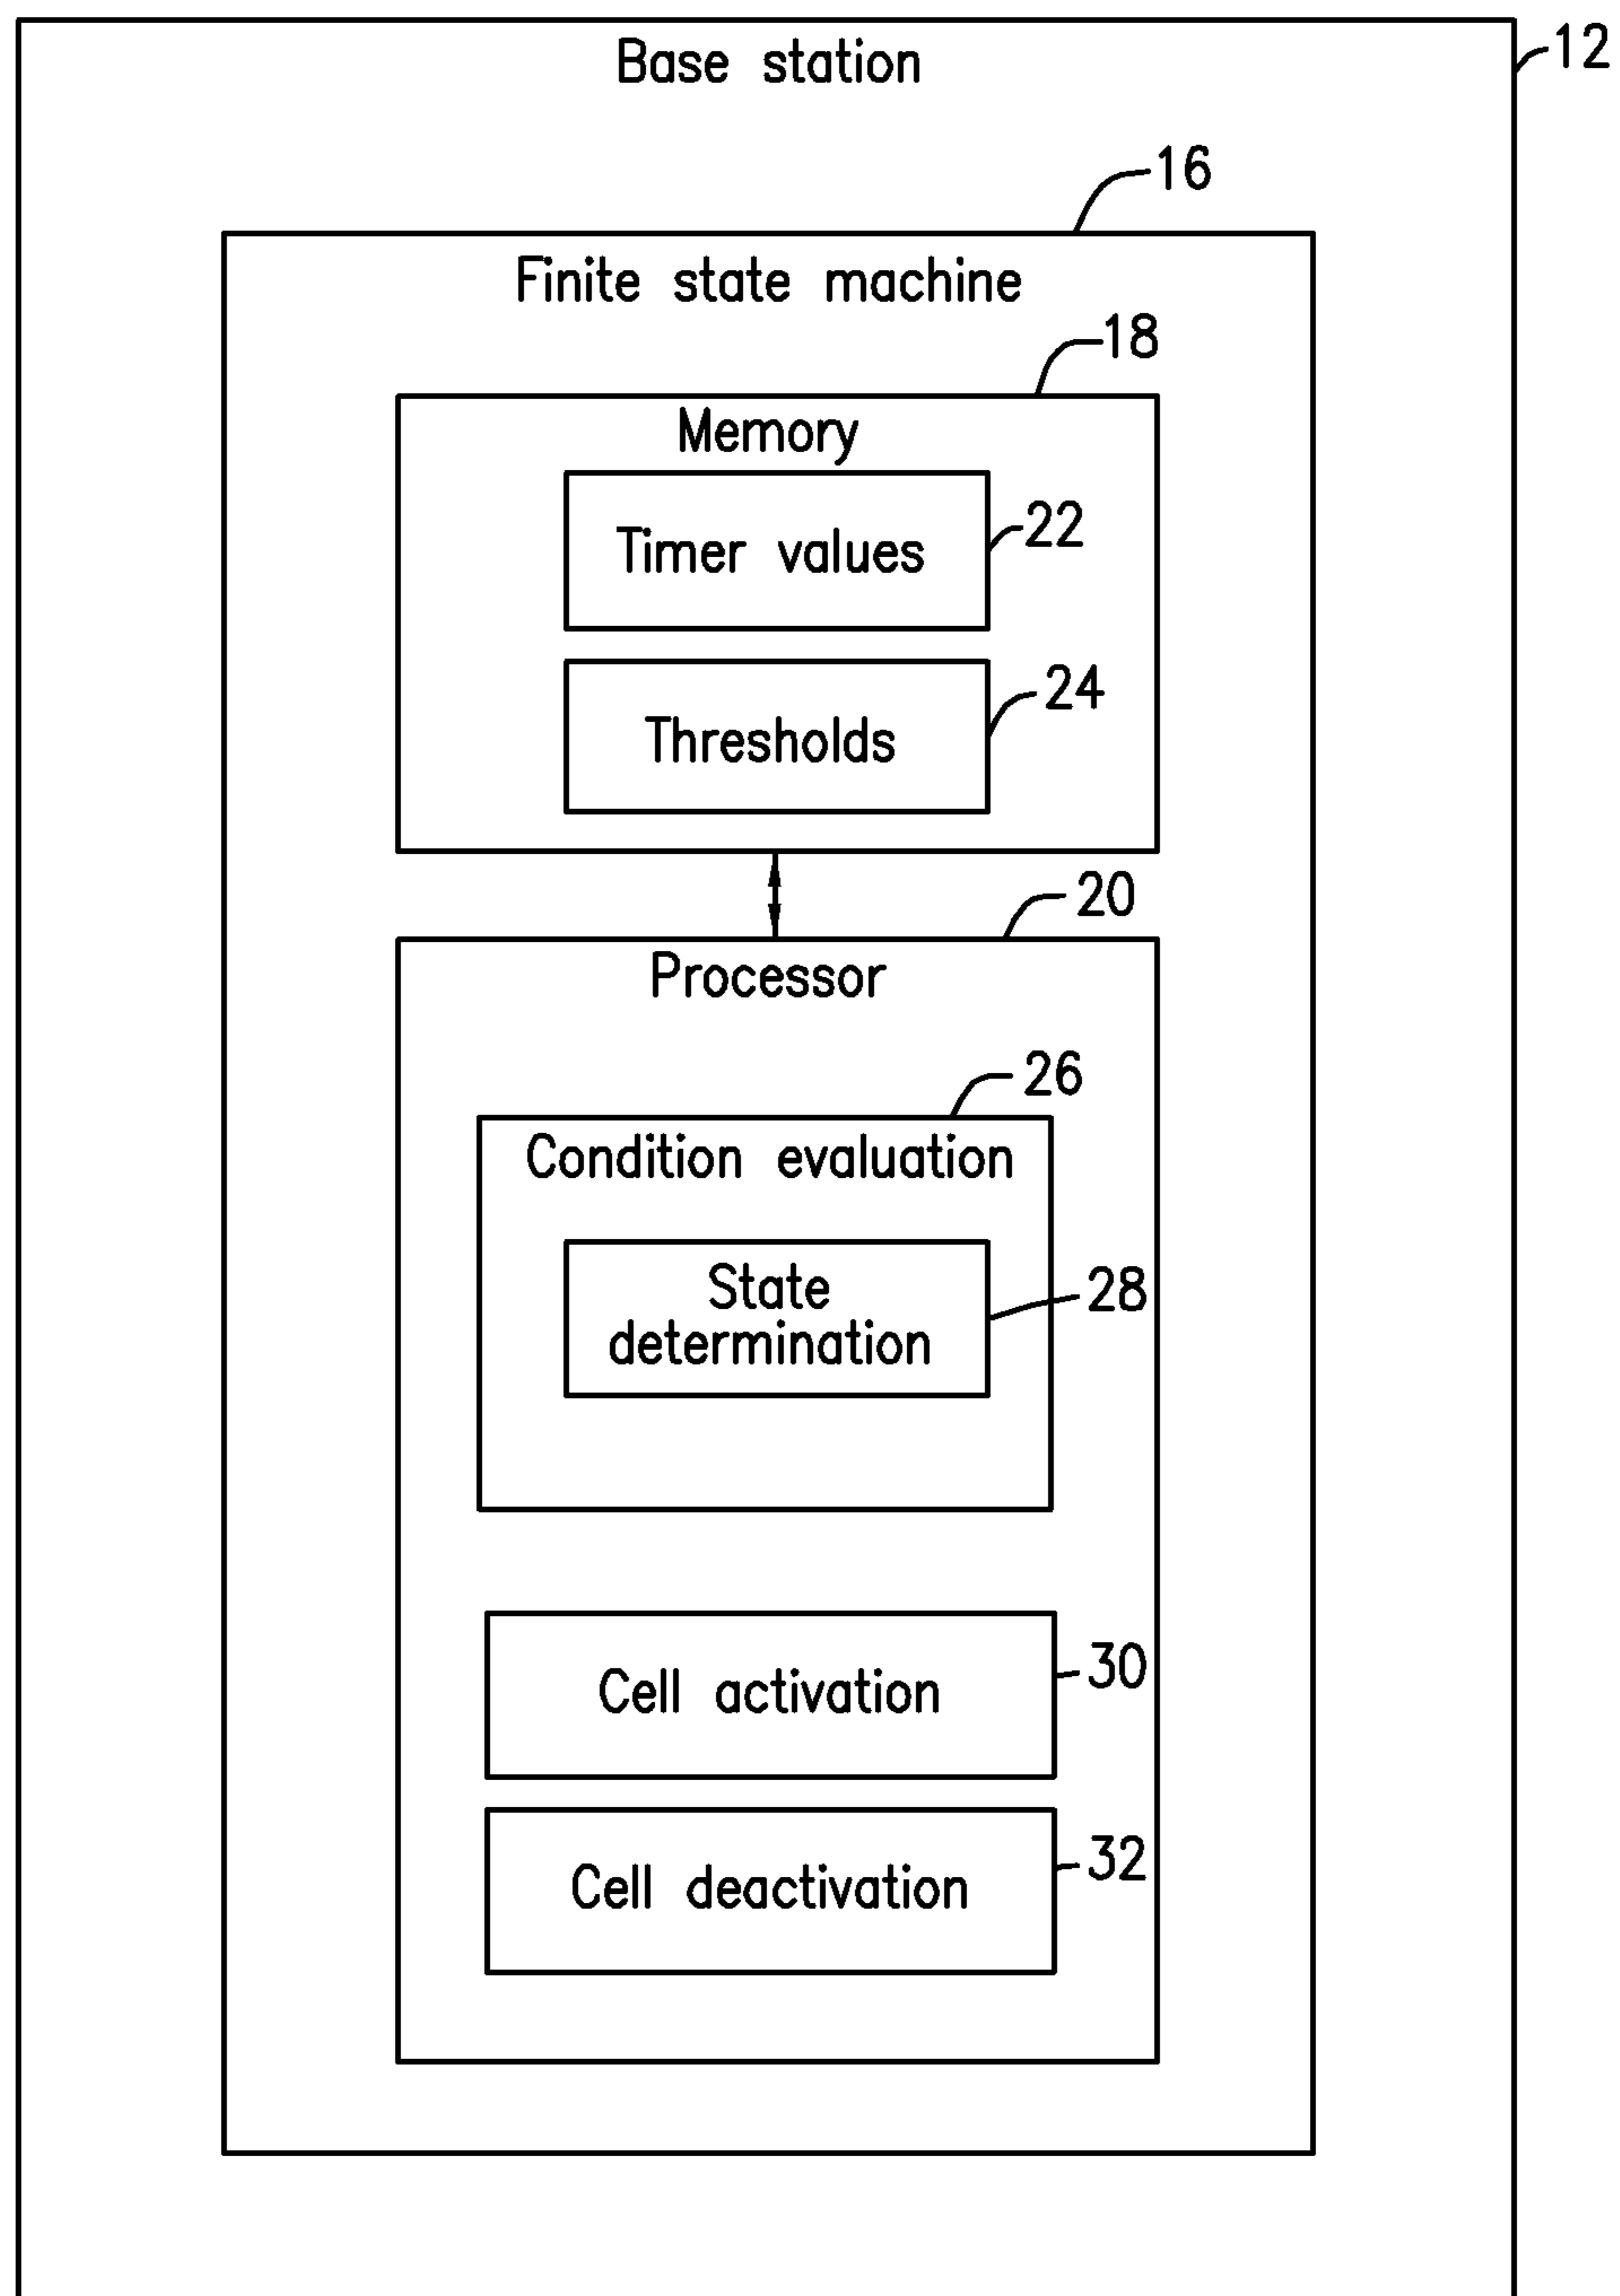 Base station
12
16
Finite state machine
18
Memory
Timer values
22
Thresholds
24
20
Processor
26
Condition evaluation
State
determination
28
Cell activation
30
Cell deactivation
32